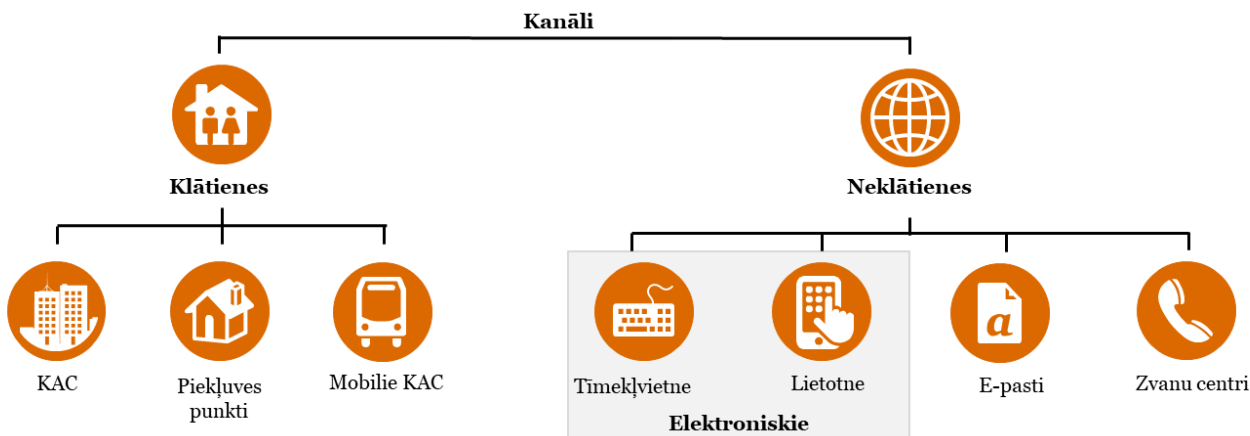 Kanāli
Klātienes
Neklātienes
KAC
Piekļuves
punkti
Mobilie KAC
Tīmekļvietne
Lietotne
E-pasti
Zvanu centri
Elektroniskie
a